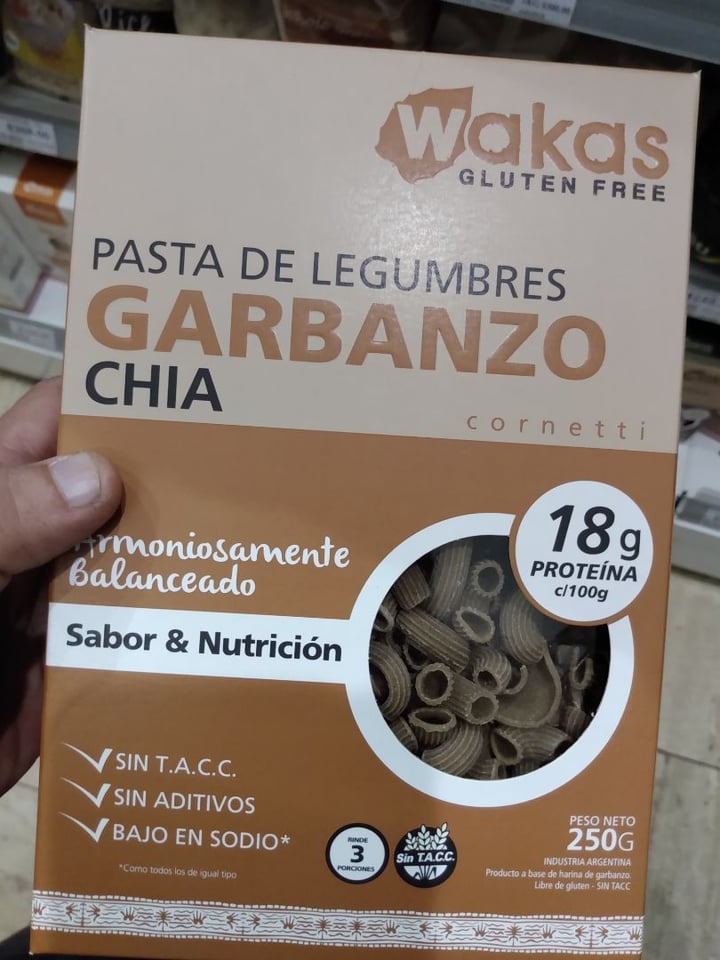 Wakas
GLUTEN FREE
PASTA DE LEGUMBRES
GARBANZO
CHIA
cornetti
18g
PROTEÍNA
c/100g
Armoniosamente
Balanceado
Sabor & Nutrición
SIN T.A.C.C.
SIN ADITIVOS
BAJO EN SODIO*
*Como todos los de igual tipo
RINDE
3
PORCIONES
Sin T.A.C.C.
PESO NETO
250G
INDUSTRIA ARGENTINA
Producto a base de harina de garbanzo.
Libre de gluten - SIN TACC